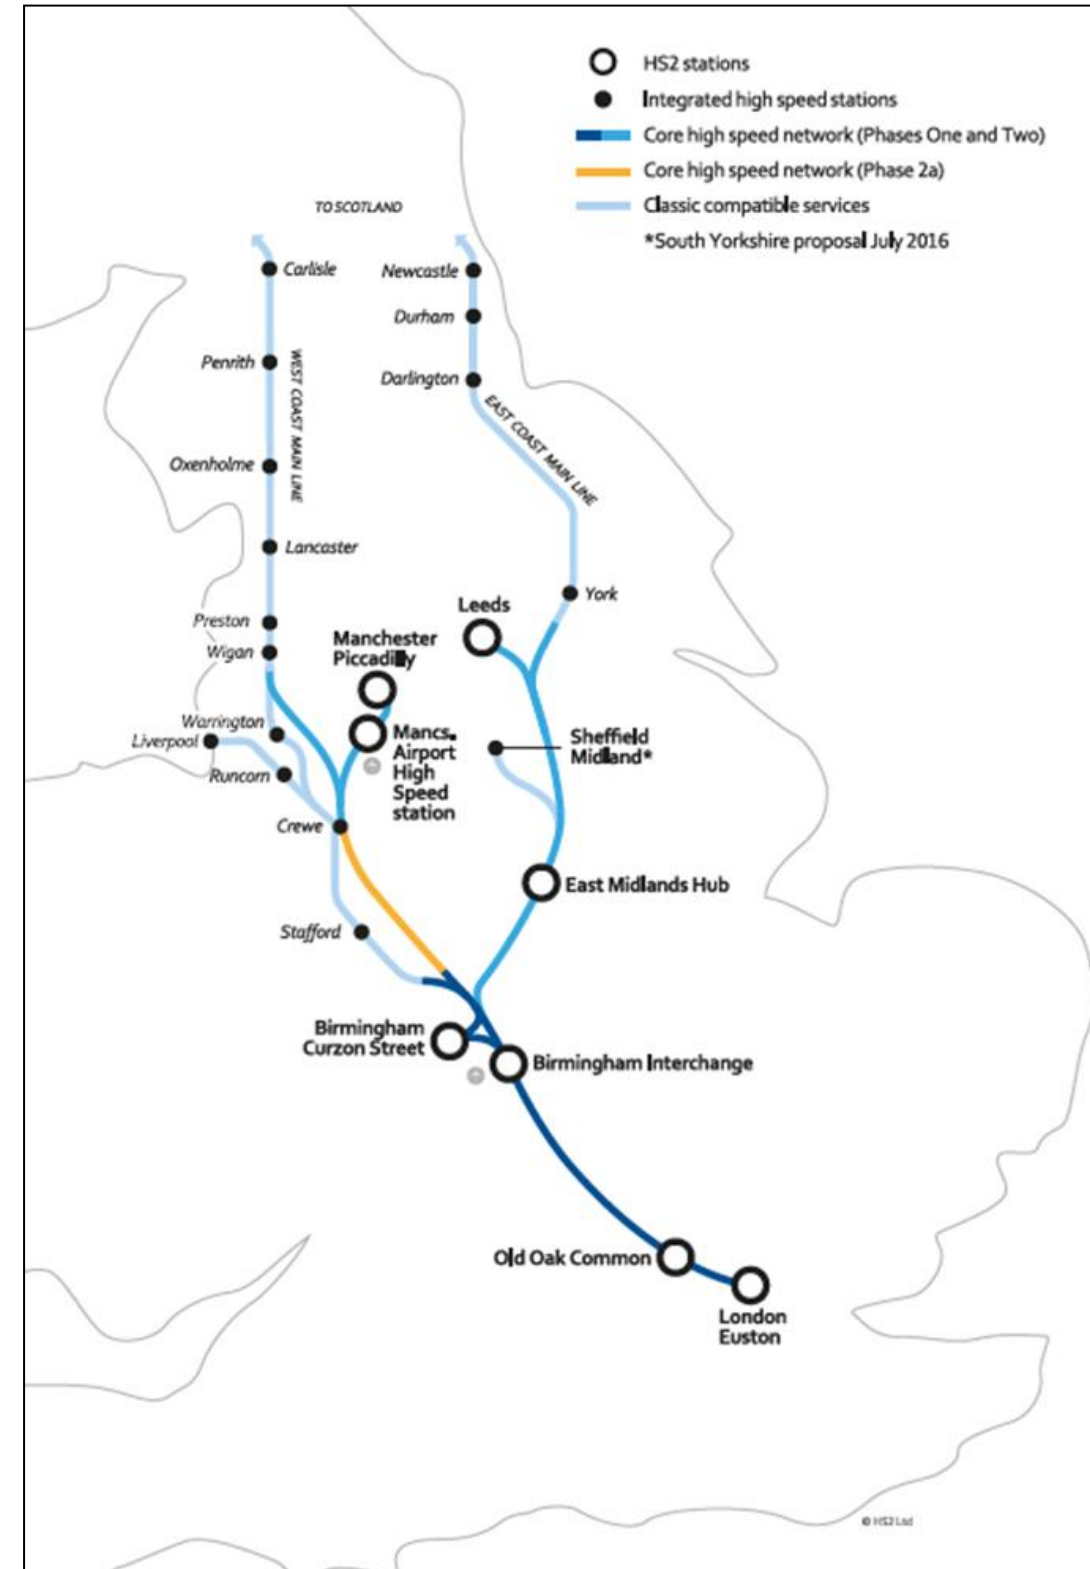 HS2 stations
Integrated high speed stations
Core high speed network (Phases One and Two)
Core high speed network (Phase 2a)
Classic compatible services
*South Yorkshire proposal July 2016
TO SCOTLAND
Carlisle
Newcastle
Durham
Penrith
WEST COAST MAIN LINE
Darlington
EAST COAST MAIN LINE
Oxenholme
Lancaster
York
Leeds
Preston
Manchester
Piccadilly
Wigan
Warrington
Liverpool
Mancs.
Airport
High
Speed
station
Sheffield
Midland*
Runcorn
Crewe
East Midlands Hub
Stafford
Birmingham
Curzon Street
Birmingham Interchange
Old Oak Common
London
Euston
© HS2 Ltd